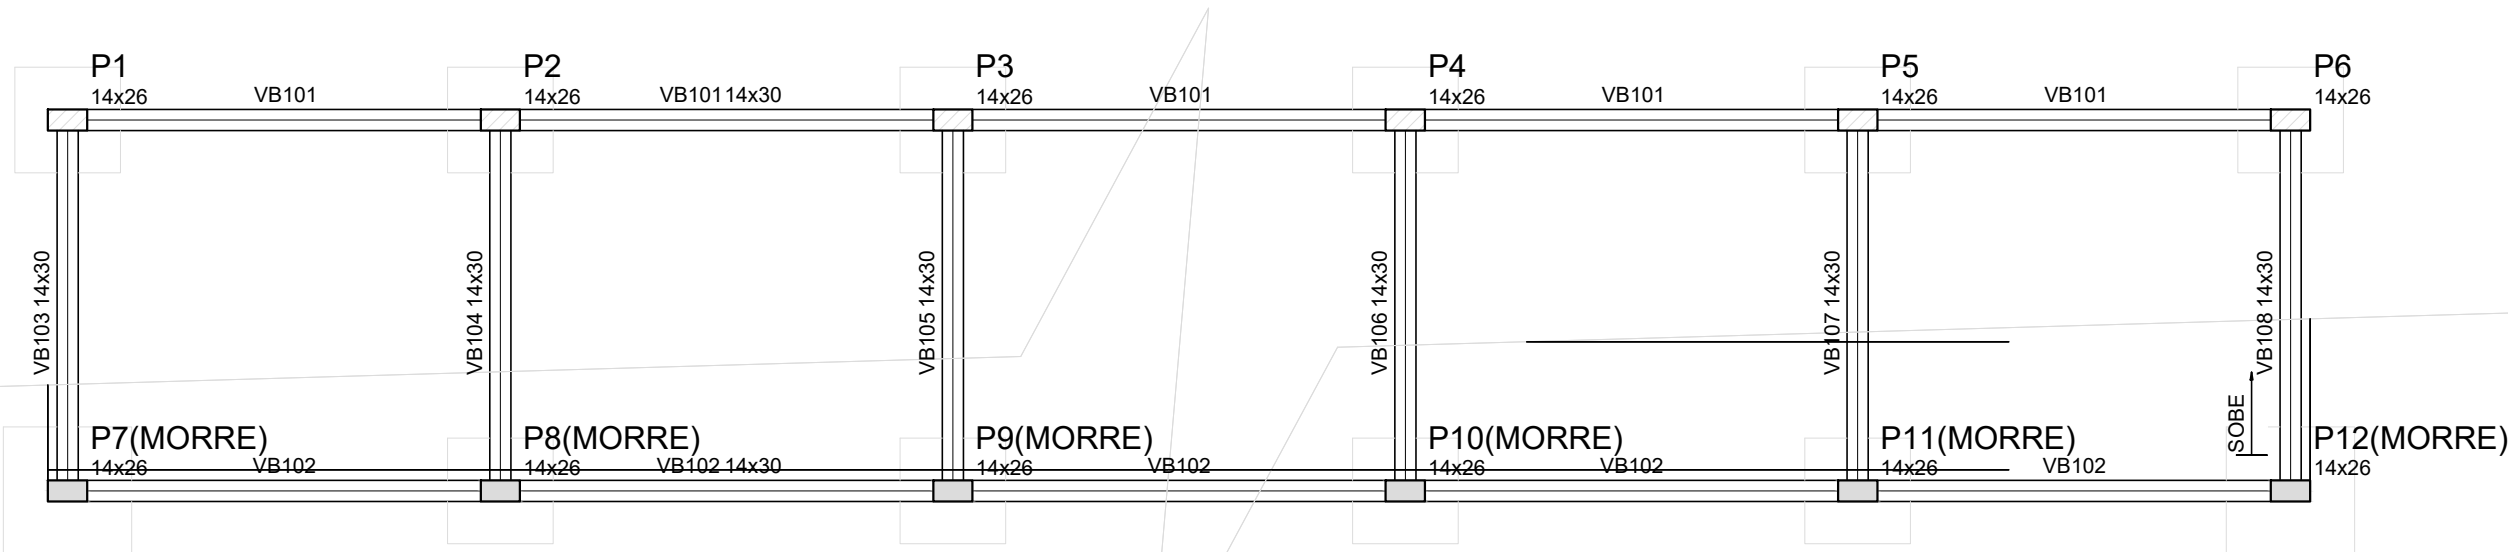 P1
P2
P3
P4
P5
P6
14x26
VB101
14x26
VB101 14x30
14x26
VB101
14x26
VB101
14x26
VB101
14x26
VB103 14x30
VB104 14x30
VB105 14x30
VB106 14x30
VB107 14x30
VB108 14x30
SOBE
P7(MORRE)
P8(MORRE)
P9(MORRE)
P10(MORRE)
P11(MORRE)
P12(MORRE)
14x26
VB102
14x26
VB102 14x30
14x26
VB102
14x26
VB102
14x26
VB102
14x26